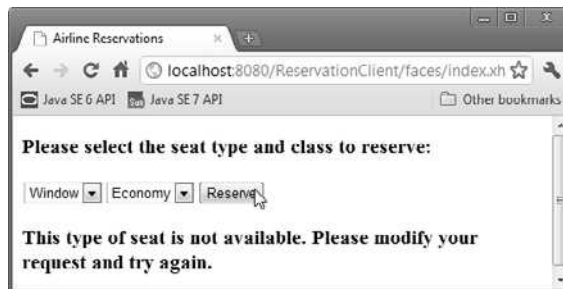 Airline Reservations
localhost:8080/ReservationClient/faces/index.xh
Java SE 6 API Sun Java SE 7 API Other bookmarks
Please select the seat type and class to reserve:
Window Economy Reserve
This type of seat is not available. Please modify your
request and try again.